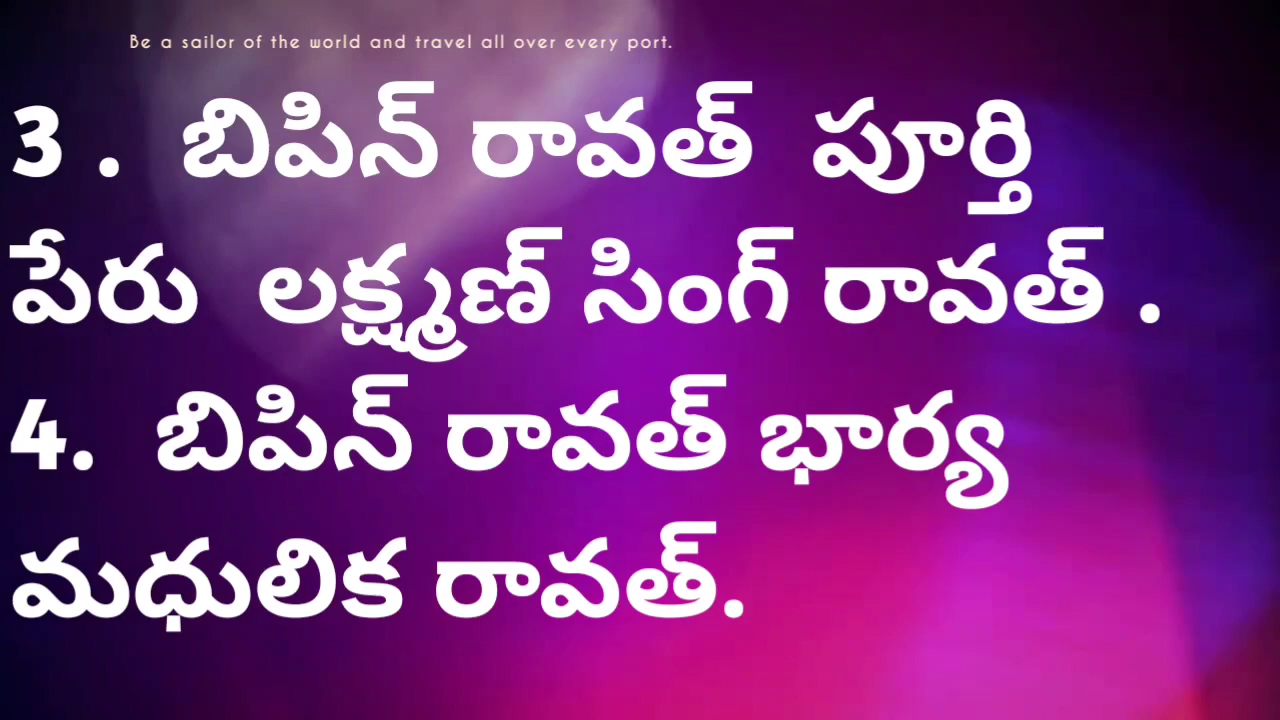 Be a sailor of the world and travel all over every port.
3 . బిపిన్ రావత్ పూర్తి
పేరు లక్ష్మణ్ సింగ్ రావత్ .
4. బిపిన్ రావత్ భార్య
మధులిక రావత్.